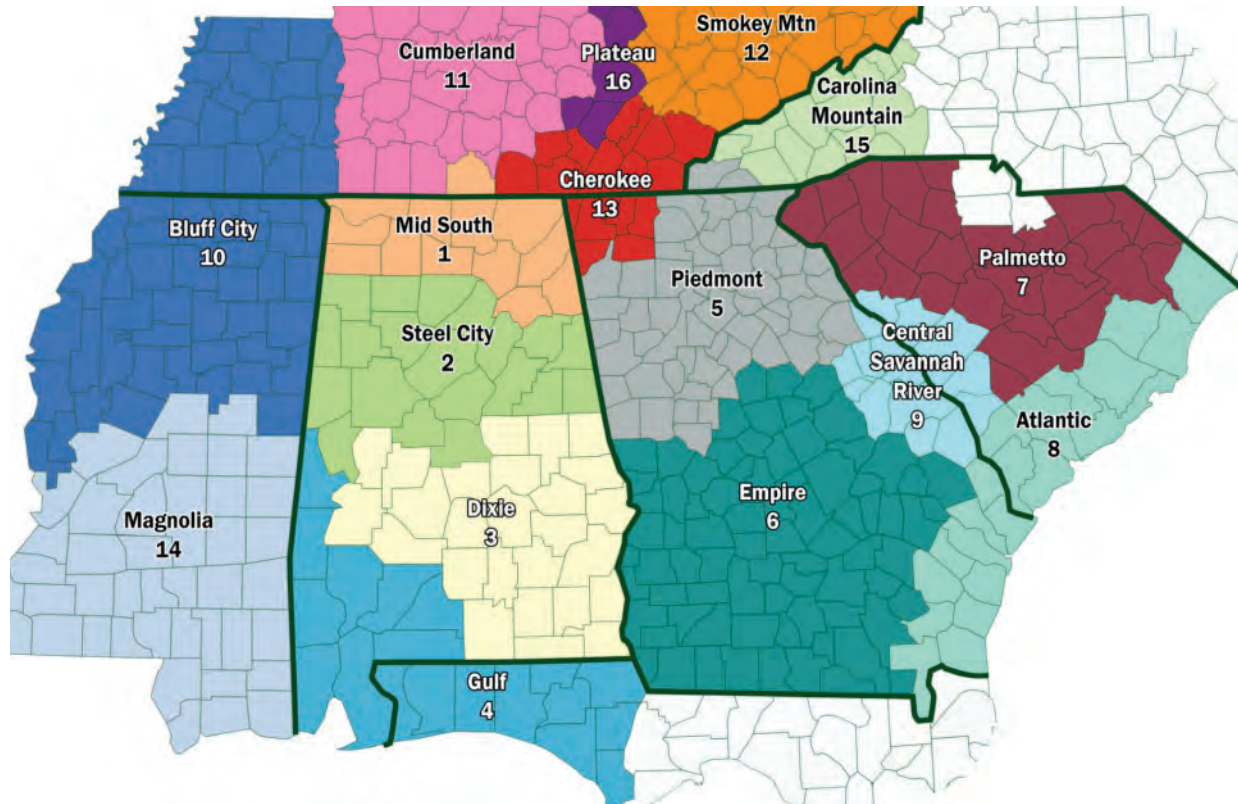 Smokey Mtn
12
Cumberland
11
Plateau
16
Carolina
Mountain
15
Cherokee
13
Bluff City
10
Mid South
1
Piedmont
5
Palmetto
7
Steel City
2
Central
Savannah
River
9
Atlantic
8
Magnolia
14
Dixie
3
Empire
6
Gulf
4